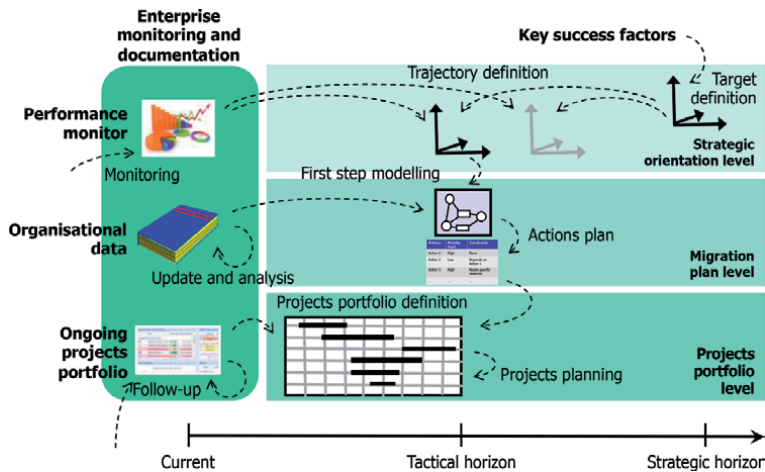 Enterprise
monitoring and
documentation
Key success factors
Trajectory definition
Target
definition
Performance
monitor
Strategic
orientation level
Monitoring
First step modelling
Organisational
data
Actions plan
Update and analysis
Migration
plan level
Projects portfolio definition
Ongoing
projects
portfolio
Follow-up
Projects planning
Projects
portfolio
level
Current
Tactical horizon
Strategic horizon